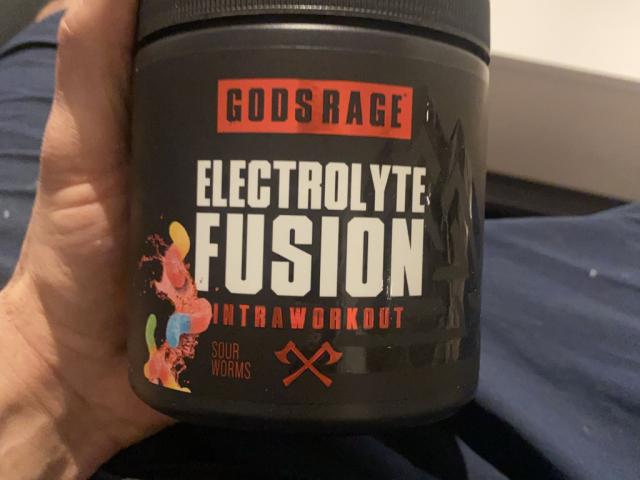 GODSRAGE
ELECTROLYTE
FUSION
INTRAWORKOUT
SOUR
WORMS